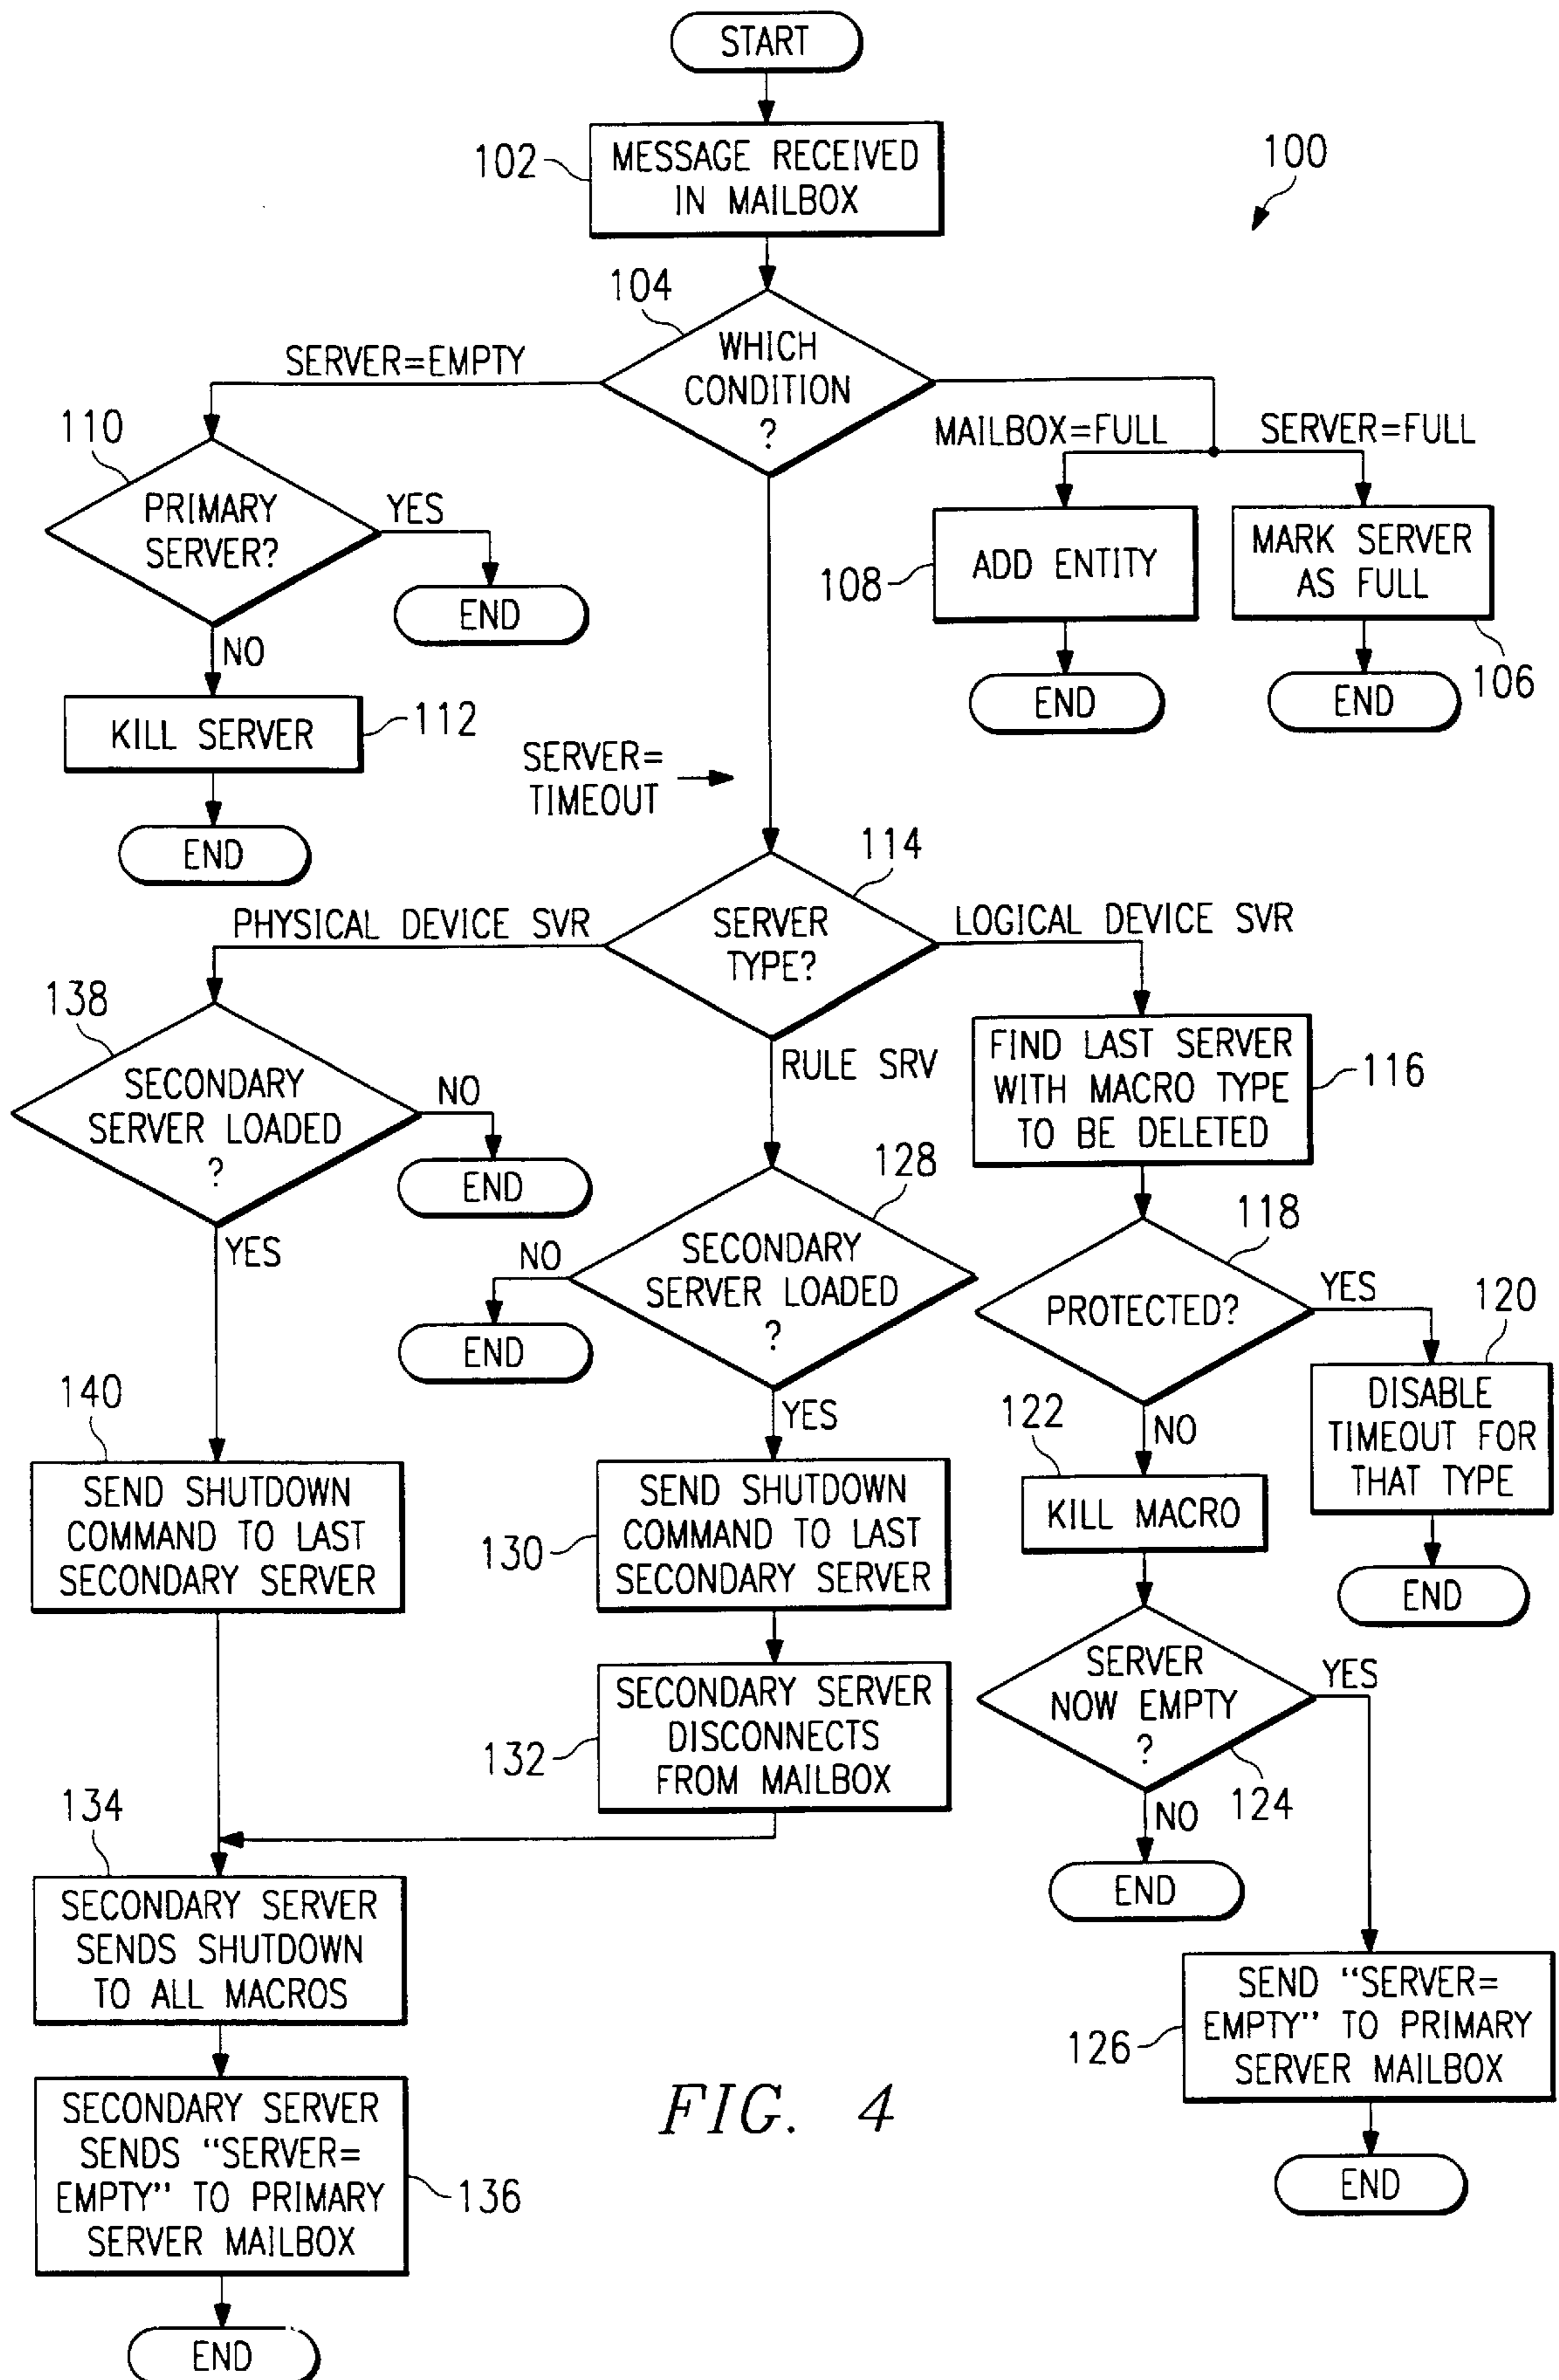 START
102
MESSAGE RECEIVED
IN MAILBOX
100
104
WHICH
CONDITION
?
SERVER=EMPTY
MAILBOX=FULL
SERVER=FULL
110
PRIMARY
SERVER?
YES
END
NO
KILL SERVER
112
END
108
ADD ENTITY
END
MARK SERVER
AS FULL
106
END
SERVER=
TIMEOUT
114
SERVER
TYPE?
PHYSICAL DEVICE SVR
LOGICAL DEVICE SVR
RULE SRV
138
SECONDARY
SERVER LOADED
?
NO
END
YES
128
SECONDARY
SERVER LOADED
?
NO
END
YES
FIND LAST SERVER
WITH MACRO TYPE
TO BE DELETED
116
118
PROTECTED?
YES
120
DISABLE
TIMEOUT FOR
THAT TYPE
END
NO
122
KILL MACRO
SERVER
NOW EMPTY
?
YES
124
NO
END
140
SEND SHUTDOWN
COMMAND TO LAST
SECONDARY SERVER
130
SEND SHUTDOWN
COMMAND TO LAST
SECONDARY SERVER
132
SECONDARY SERVER
DISCONNECTS
FROM MAILBOX
134
SECONDARY SERVER
SENDS SHUTDOWN
TO ALL MACROS
SECONDARY SERVER
SENDS "SERVER=
EMPTY" TO PRIMARY
SERVER MAILBOX
136
END
126
SEND "SERVER=
EMPTY" TO PRIMARY
SERVER MAILBOX
END
FIG. 4